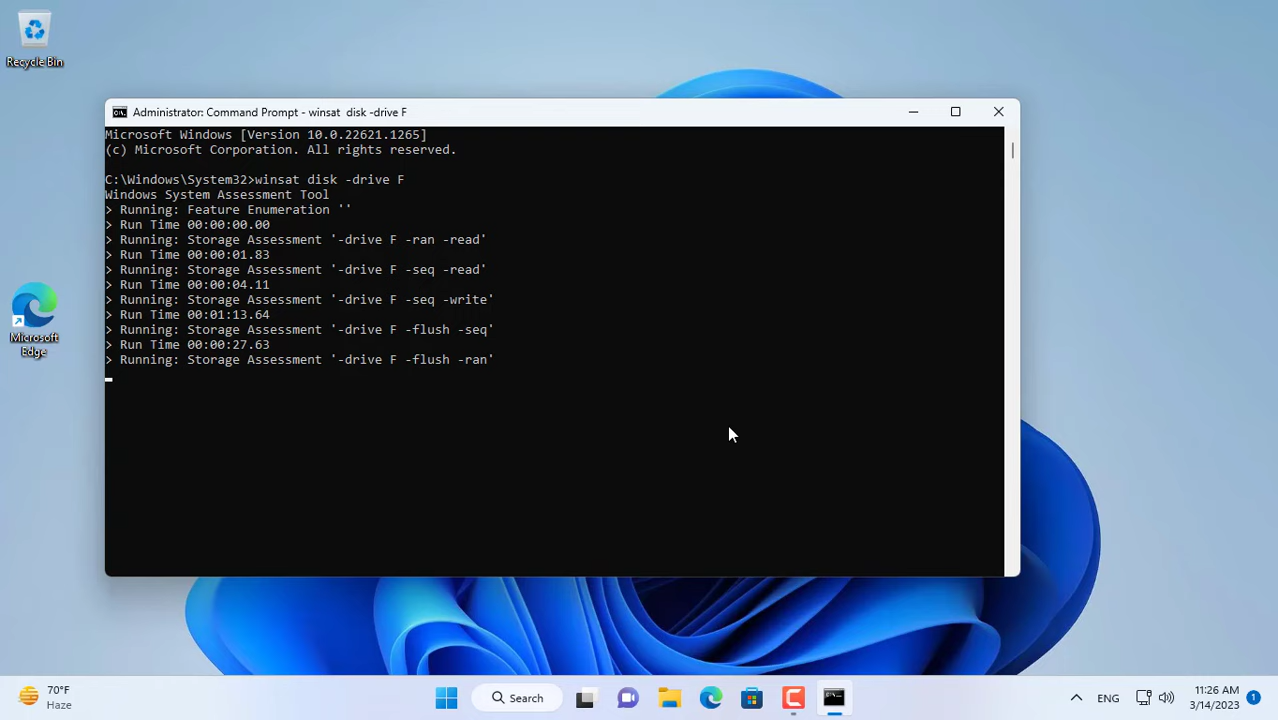 Recycle Bin
Administrator: Command Prompt - winsat  disk -drive F
Microsoft Windows [Version 10.0.22621.1265]
(c) Microsoft Corporation. All rights reserved.
C:\Windows\System32>winsat disk -drive F
Windows System Assessment Tool
> Running: Feature Enumeration ''
> Run Time 00:00:00.00
> Running: Storage Assessment '-drive F -ran -read'
> Run Time 00:00:01.83
> Running: Storage Assessment '-drive F -seq -read'
> Run Time 00:00:04.11
> Running: Storage Assessment '-drive F -seq -write'
> Run Time 00:01:13.64
> Running: Storage Assessment '-drive F -flush -seq'
> Run Time 00:00:27.63
> Running: Storage Assessment '-drive F -flush -ran'
Microsoft
Edge
70°F
Haze
Search
ENG
11:26 AM
3/14/2023
1